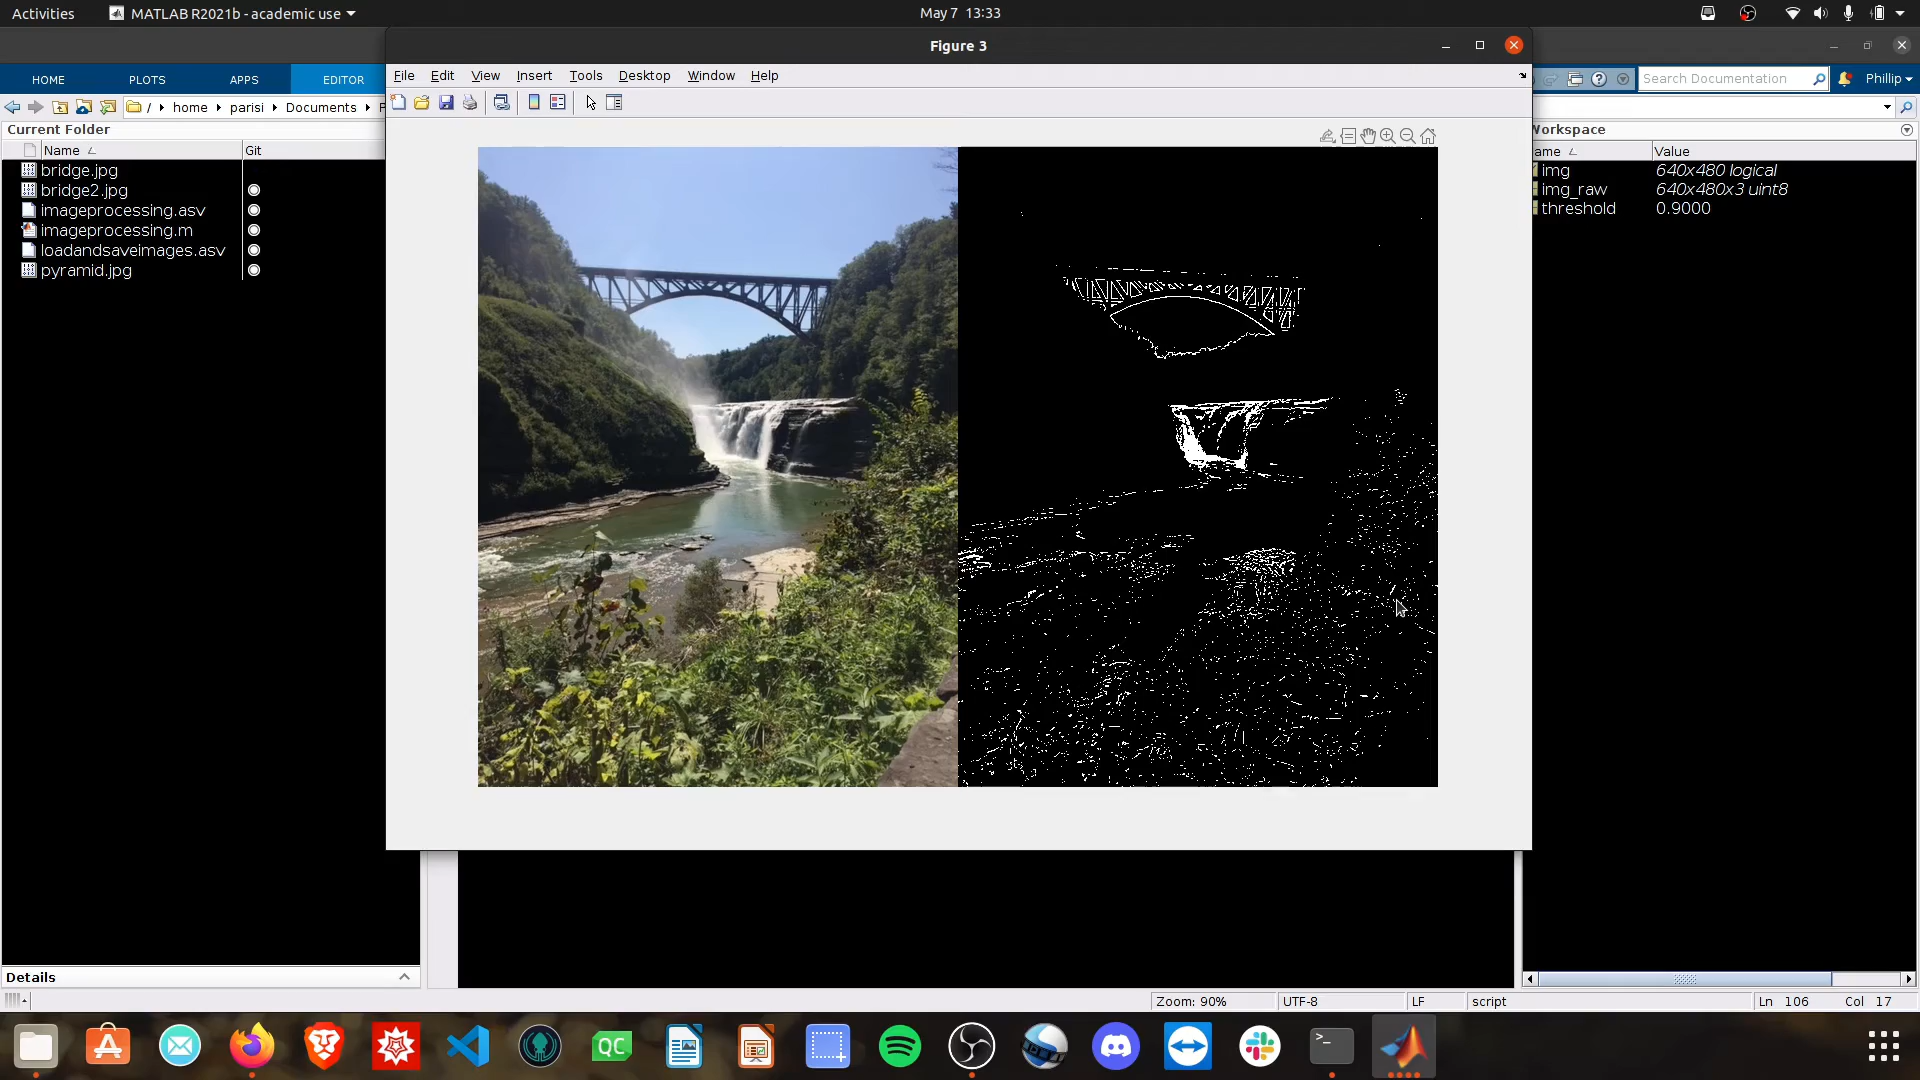 Activities MATLAB R2021b - academic use May 7 13:33
Figure 3
HOME PLOTS APPS EDITOR File Edit View Insert Tools Desktop Window Help Search Documentation Phillip
/ home parisi Documents
Current Folder Workspace
Name Git Value
bridge.jpg img 640x480 logical
bridge2.jpg img_raw 640x480x3 uint8
imageprocessing.asv threshold 0.9000
imageprocessing.m
loadandsaveimages.asv
pyramid.jpg
Details
Zoom: 90% UTF-8 LF script Ln 106 Col 17
QC